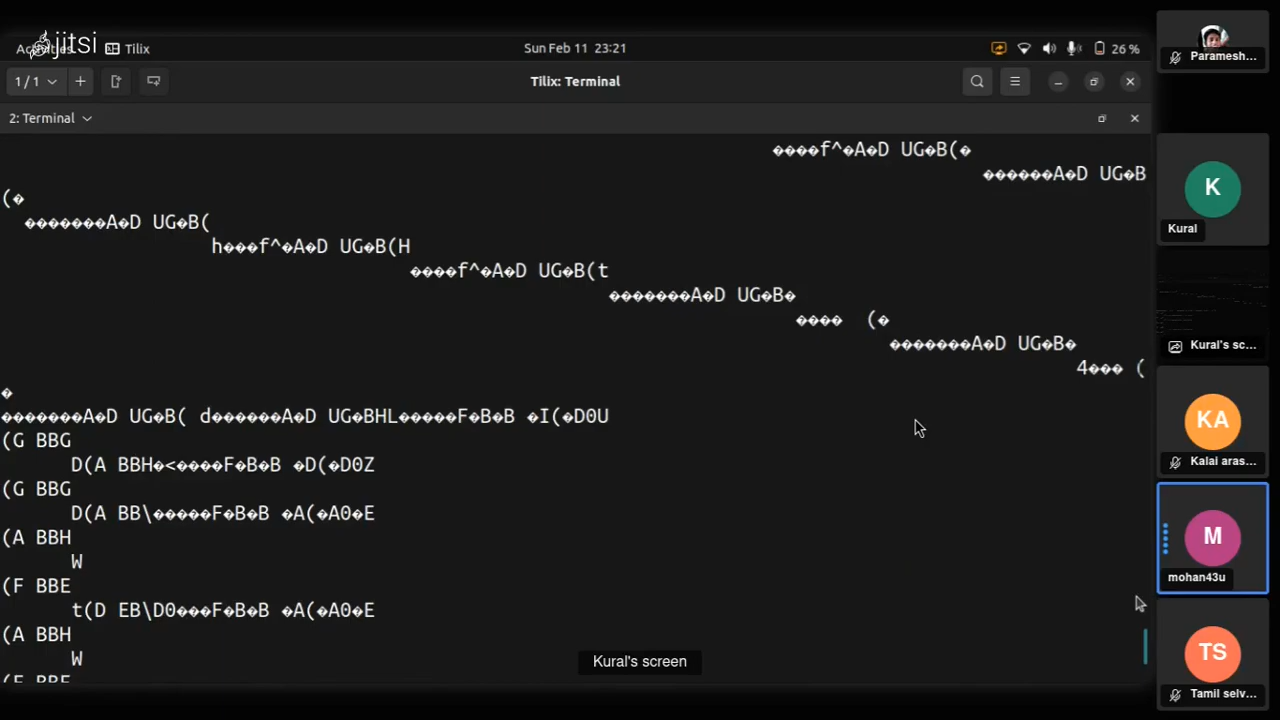 jitsi
Activities Tilix
Sun Feb 11 23:21
26 %
1 / 1
Tilix: Terminal
2: Terminal
����f^�A�D UG�B(�
������A�D UG�B
(�
�������A�D UG�B(
h���f^�A�D UG�B(H
����f^�A�D UG�B(t
�������A�D UG�B�
���� (�
�������A�D UG�B�
4��� (
�
�������A�D UG�B( d������A�D UG�BHL�����F�B�B �I(�D0U
(G BBG
D(A BBH�<����F�B�B �D(�D0Z
(G BBG
D(A BB\�����F�B�B �A(�A0�E
(A BBH
W
(F BBE
t(D EB\D0���F�B�B �A(�A0�E
(A BBH
W
(F BBE
Kural's screen
Paramesh...
K
Kural
Kural's sc...
KA
Kalai aras...
M
mohan43u
TS
Tamil selv...